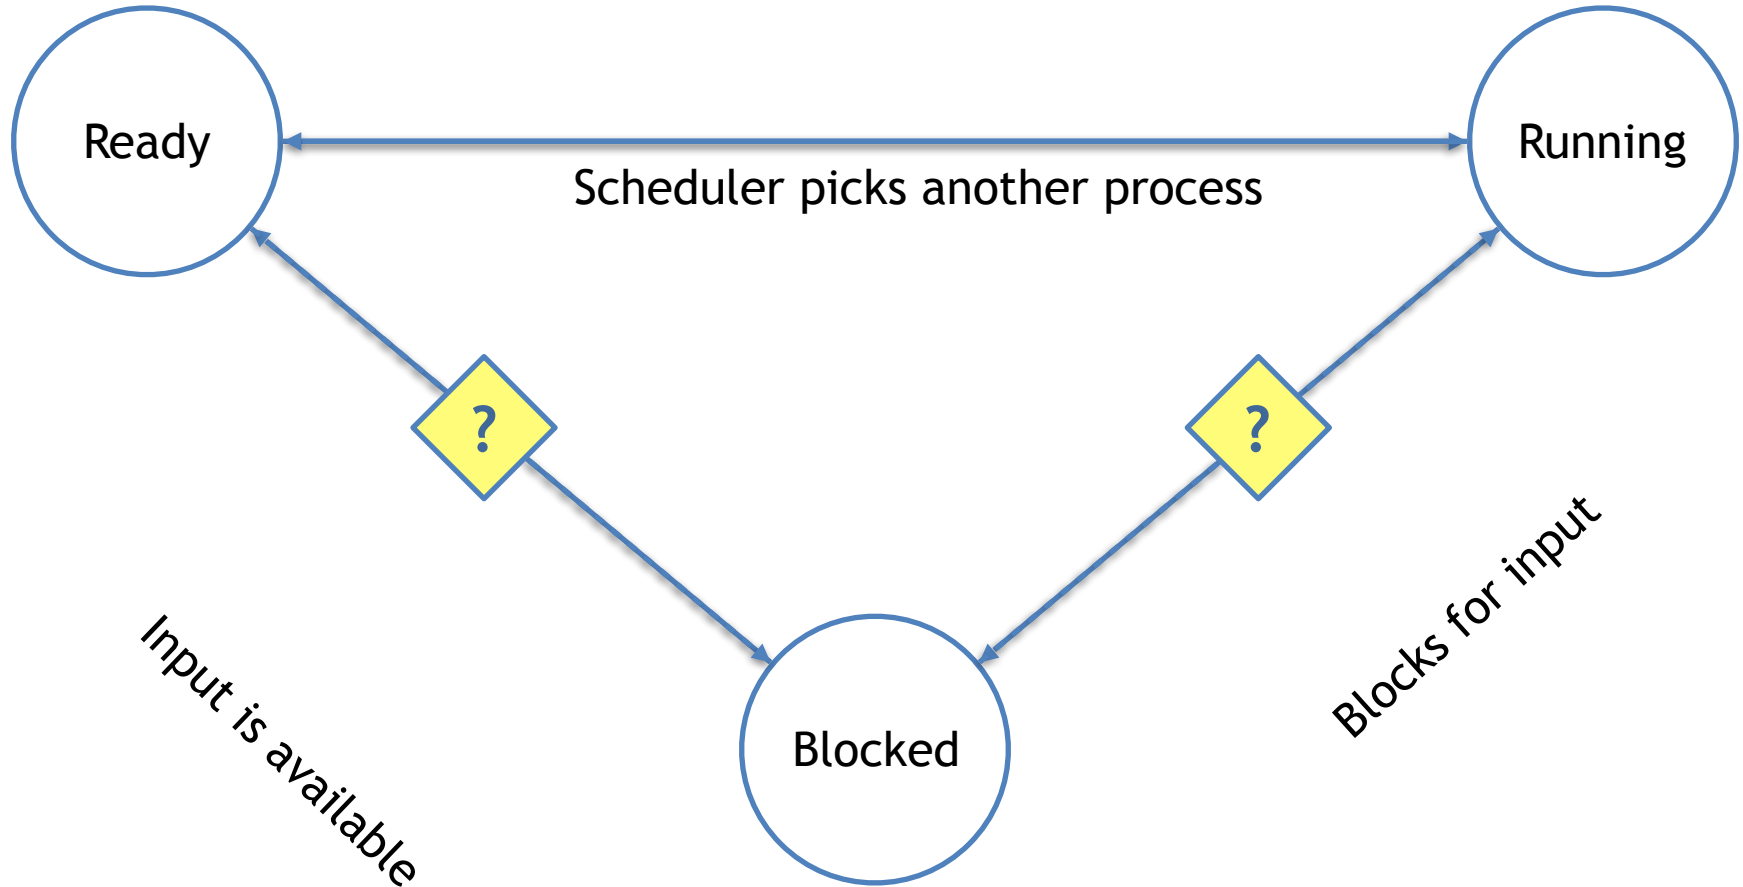 Ready
Running
Scheduler picks another process
?
?
Blocks for input
Input is available
Blocked